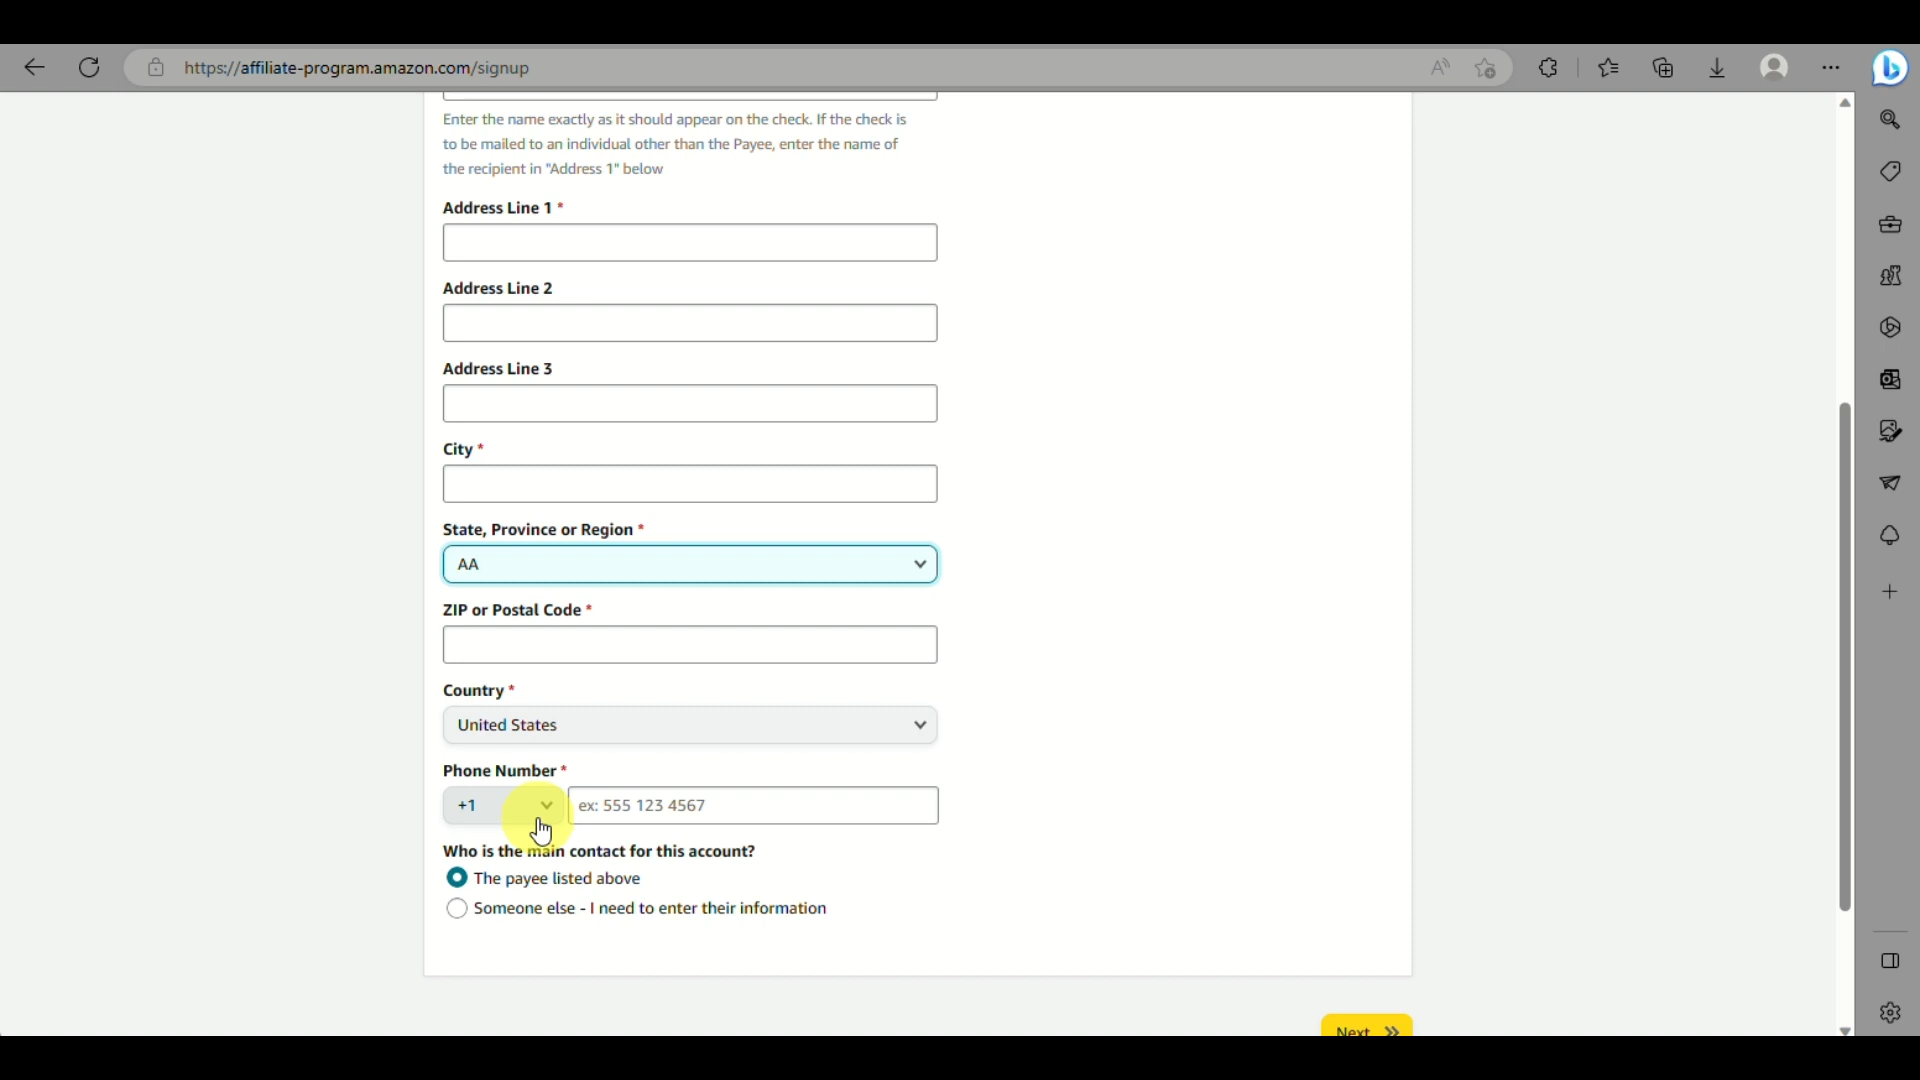 https://affiliate-program.amazon.com/signup
Enter the name exactly as it should appear on the check. If the check is
to be mailed to an individual other than the Payee, enter the name of
the recipient in "Address 1" below
Address Line 1 *
Address Line 2
Address Line 3
City *
State, Province or Region *
AA
ZIP or Postal Code *
Country *
United States
Phone Number *
+1
ex: 555 123 4567
Who is the main contact for this account?
The payee listed above
Someone else - I need to enter their information
Next